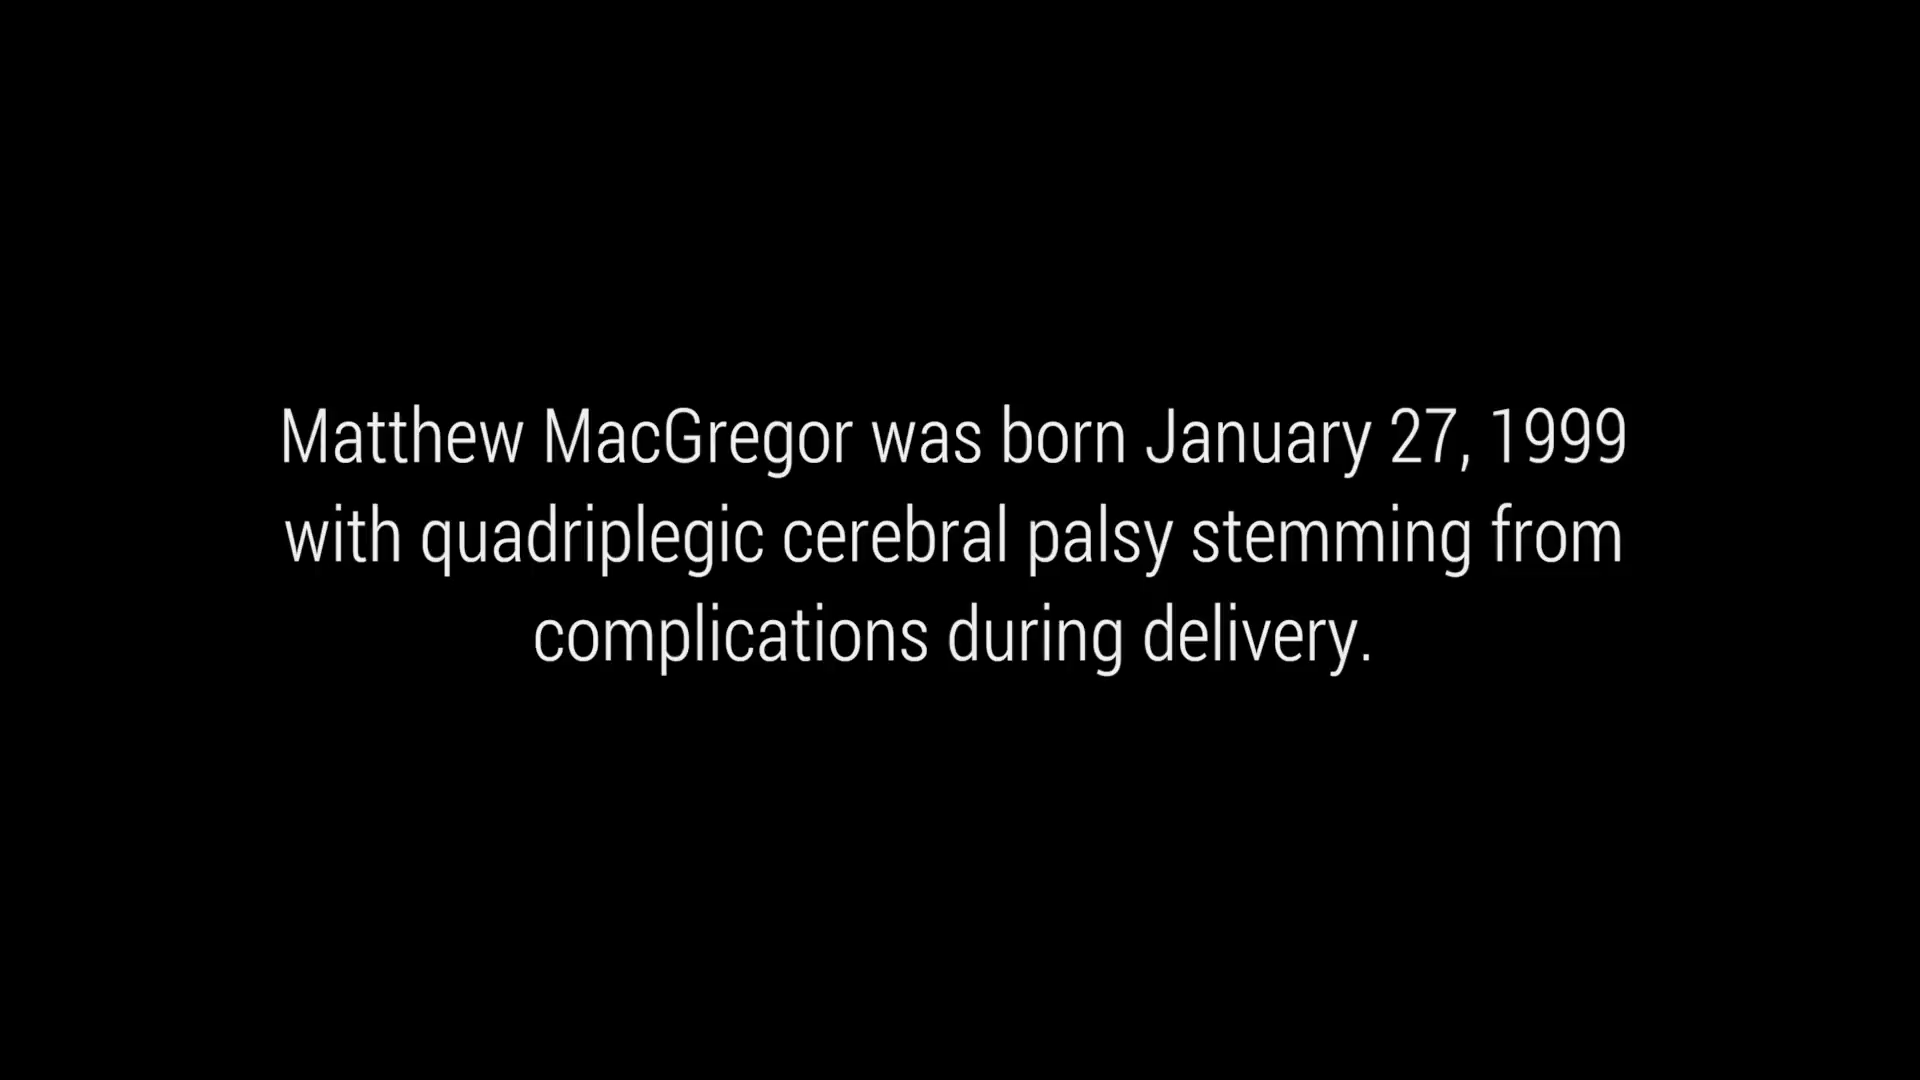 Matthew MacGregor was born January 27, 1999
with quadriplegic cerebral palsy stemming from
complications during delivery.